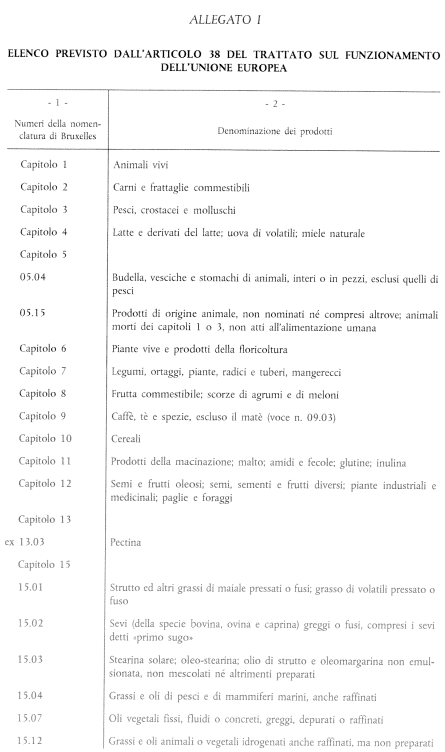 ALLEGATO I
ELENCO PREVISTO DALL'ARTICOLO 38 DEL TRATTATO SUL FUNZIONAMENTO
DELL'UNIONE EUROPEA
- 1 -
Numeri della nomen-
clatura di Bruxelles
- 2 -
Denominazione dei prodotti
Capitolo 1 Animali vivi
Capitolo 2 Carni e frattaglie commestibili
Capitolo 3 Pesci, crostacei e molluschi
Capitolo 4 Latte e derivati del latte; uova di volatili; miele naturale
Capitolo 5
05.04 Budella, vesciche e stomachi di animali, interi o in pezzi, esclusi quelli di
pesci
05.15 Prodotti di origine animale, non nominati né compresi altrove; animali
morti dei capitoli 1 o 3, non atti all'alimentazione umana
Capitolo 6 Piante vive e prodotti della floricoltura
Capitolo 7 Legumi, ortaggi, piante, radici e tuberi, mangerecci
Capitolo 8 Frutta commestibile; scorze di agrumi e di meloni
Capitolo 9 Caffè, tè e spezie, escluso il matè (voce n. 09.03)
Capitolo 10 Cereali
Capitolo 11 Prodotti della macinazione; malto; amidi e fecole; glutine; inulina
Capitolo 12 Semi e frutti oleosi; semi, sementi e frutti diversi; piante industriali e
medicinali; paglie e foraggi
Capitolo 13
ex 13.03 Pectina
Capitolo 15
15.01 Strutto ed altri grassi di maiale pressati o fusi; grasso di volatili pressato o
fuso
15.02 Sevi (della specie bovina, ovina e caprina) greggi o fusi, compresi i sevi
detti «primo sugo»
15.03 Stearina solare; oleo-stearina; olio di strutto e oleomargarina non emul-
sionata, non mescolati né altrimenti preparati
15.04 Grassi e oli di pesci e di mammiferi marini, anche raffinati
15.07 Oli vegetali fissi, fluidi o concreti, greggi, depurati o raffinati
15.12 Grassi e oli animali o vegetali idrogenati anche raffinati, ma non preparati